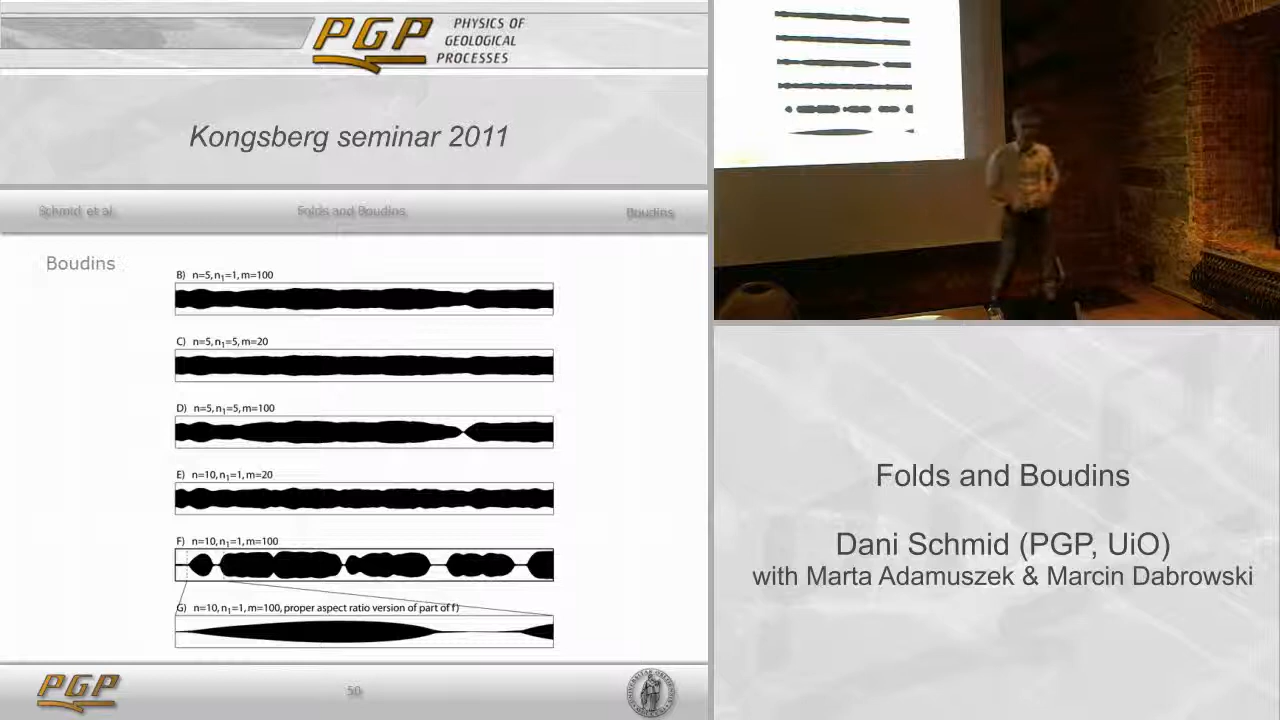 PGP
PHYSICS OF
GEOLOGICAL
PROCESSES
Kongsberg seminar 2011
Schmid et al.
Folds and Boudins
Boudins
Boudins
B) n=5, n1=1, m=100
C) n=5, n1=5, m=20
D) n=5, n1=5, m=100
E) n=10, n1=1, m=20
F) n=10, n1=1, m=100
G) n=10, n1=1, m=100, proper aspect ratio version of part of f)
PGP
50
Folds and Boudins
Dani Schmid (PGP, UiO)
with Marta Adamuszek & Marcin Dabrowski